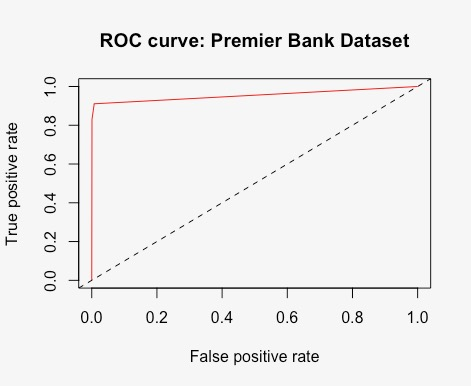 ROC curve: Premier Bank Dataset
True positive rate
1.0
0.8
0.6
0.4
0.2
0.0
0.0 0.2 0.4 0.6 0.8 1.0
False positive rate